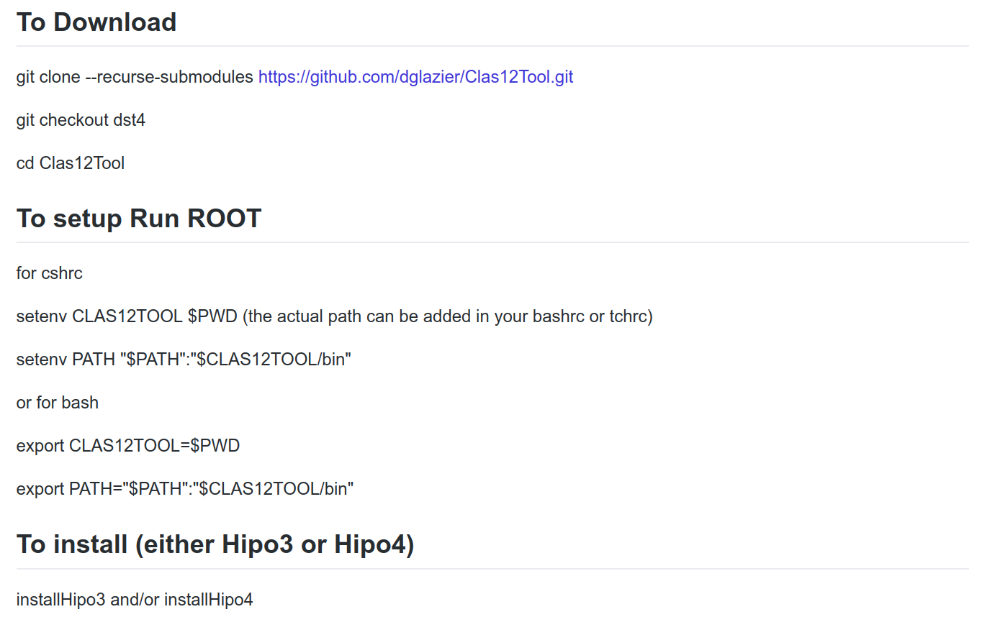 To Download
git clone --recurse-submodules https://github.com/dglazier/Clas12Tool.git
git checkout dst4
cd Clas12Tool
To setup Run ROOT
for cshrc
setenv CLAS12TOOL $PWD (the actual path can be added in your bashrc or tchrc)
setenv PATH "$PATH":"$CLAS12TOOL/bin"
or for bash
export CLAS12TOOL=$PWD
export PATH="$PATH":"$CLAS12TOOL/bin"
To install (either Hipo3 or Hipo4)
installHipo3 and/or installHipo4